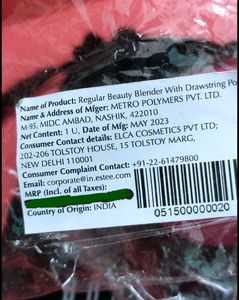 Name of Product: Regular Beauty Blender With Drawstring Po
Name & Address of Mfger: METRO POLYMERS PVT. LTD.
M-95, MIDC AMBAD, NASHIK, 422010
Net Content: 1 U, Date of Mfg: MAY 2023
Consumer Contact details: ELCA COSMETICS PVT LTD;
202-206 TOLSTOY HOUSE, 15 TOLSTOY MARG,
NEW DELHI 110001
Consumer Complaint Contact: +91-22-61479800
Email: corporate@in.estee.com
MRP (Incl. of all Taxes):
Country of Origin: INDIA
051500000020